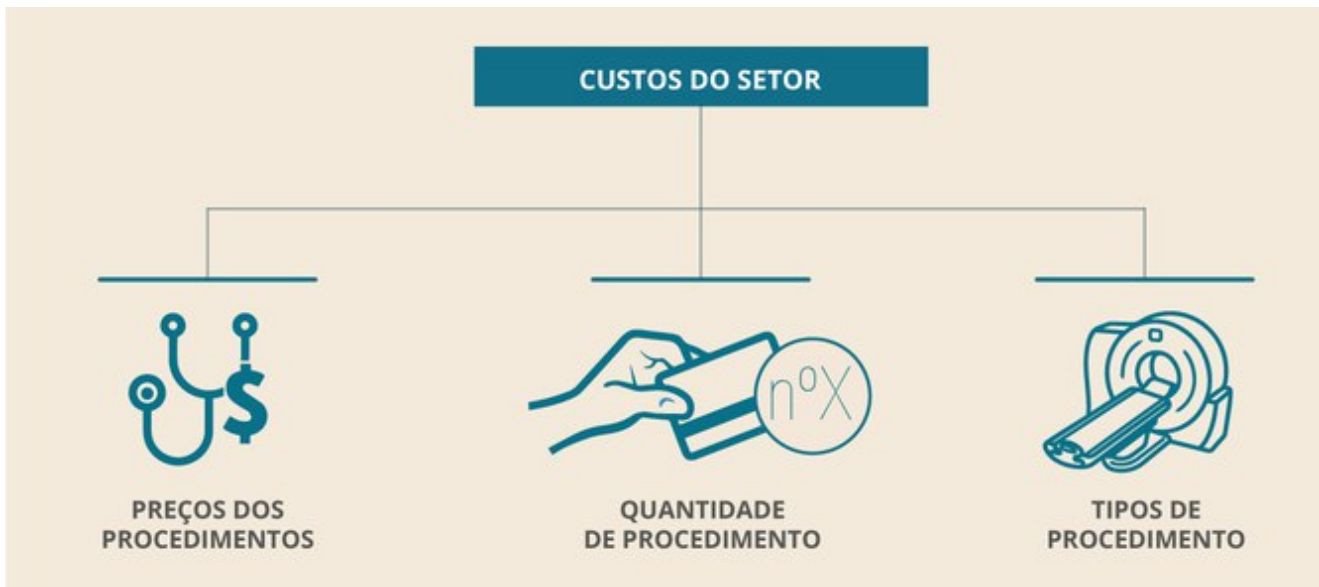 CUSTOS DO SETOR
nºX
PREÇOS DOS
PROCEDIMENTOS
QUANTIDADE
DE PROCEDIMENTO
TIPOS DE
PROCEDIMENTO